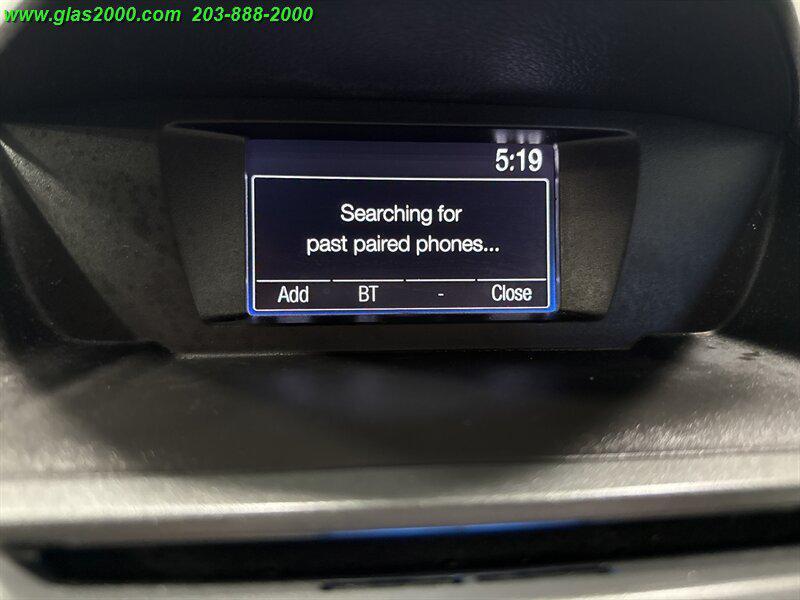 www.glas2000.com 203-888-2000
5:19
Searching for
past paired phones...
Add BT - Close